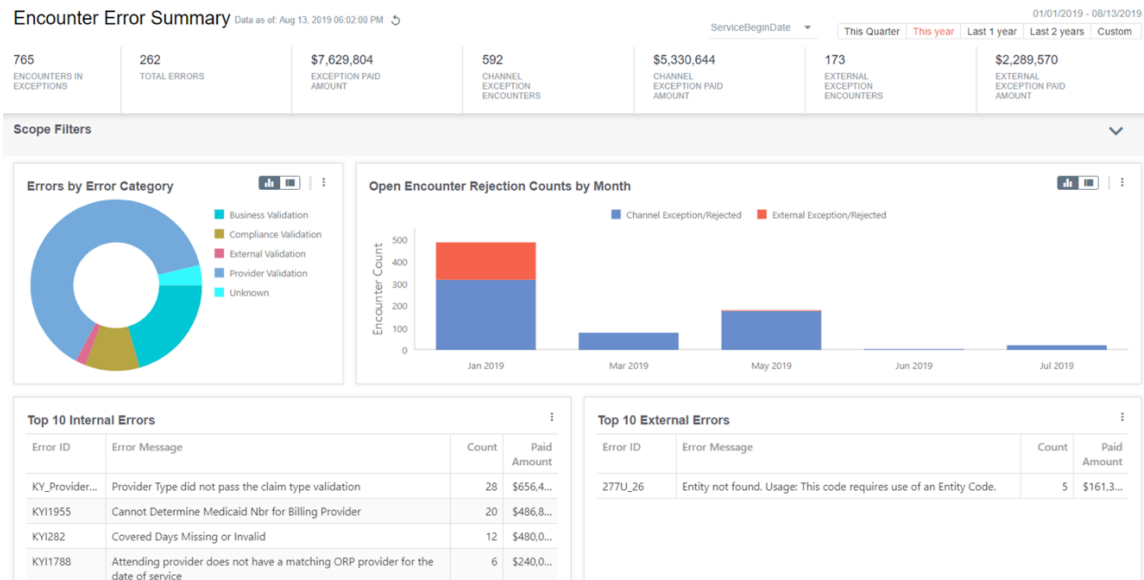 Encounter Error Summary Data as of: Aug 13, 2019 06:02:00 PM
01/01/2019 - 08/13/2019
ServiceBeginDate
This Quarter This year Last 1 year Last 2 years Custom
765
ENCOUNTERS IN
EXCEPTIONS
262
TOTAL ERRORS
$7,629,804
EXCEPTION PAID
AMOUNT
592
CHANNEL
EXCEPTION
ENCOUNTERS
$5,330,644
CHANNEL
EXCEPTION PAID
AMOUNT
173
EXTERNAL
EXCEPTION
ENCOUNTERS
$2,289,570
EXTERNAL
EXCEPTION PAID
AMOUNT
Scope Filters
Errors by Error Category
Business Validation
Compliance Validation
External Validation
Provider Validation
Unknown
Open Encounter Rejection Counts by Month
Channel Exception/Rejected External Exception/Rejected
Encounter Count
500
400
300
200
100
0
Jan 2019 Mar 2019 May 2019 Jun 2019 Jul 2019
Top 10 Internal Errors
Error ID Error Message Count Paid
Amount
KY_Provider... Provider Type did not pass the claim type validation 28 $656,4...
KYI1955 Cannot Determine Medicaid Nbr for Billing Provider 20 $486,8...
KYI282 Covered Days Missing or Invalid 12 $480,0...
KYI1788 Attending provider does not have a matching ORP provider for the 6 $240,0...
date of service
Top 10 External Errors
Error ID Error Message Count Paid
Amount
277U_26 Entity not found. Usage: This code requires use of an Entity Code. 5 $161,3...